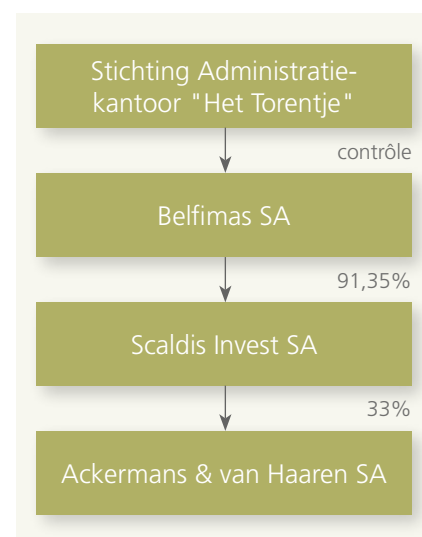 Stichting Administratie-
kantoor "Het Torentje"
contrôle
Belfimas SA
91,35%
Scaldis Invest SA
33%
Ackermans & van Haaren SA